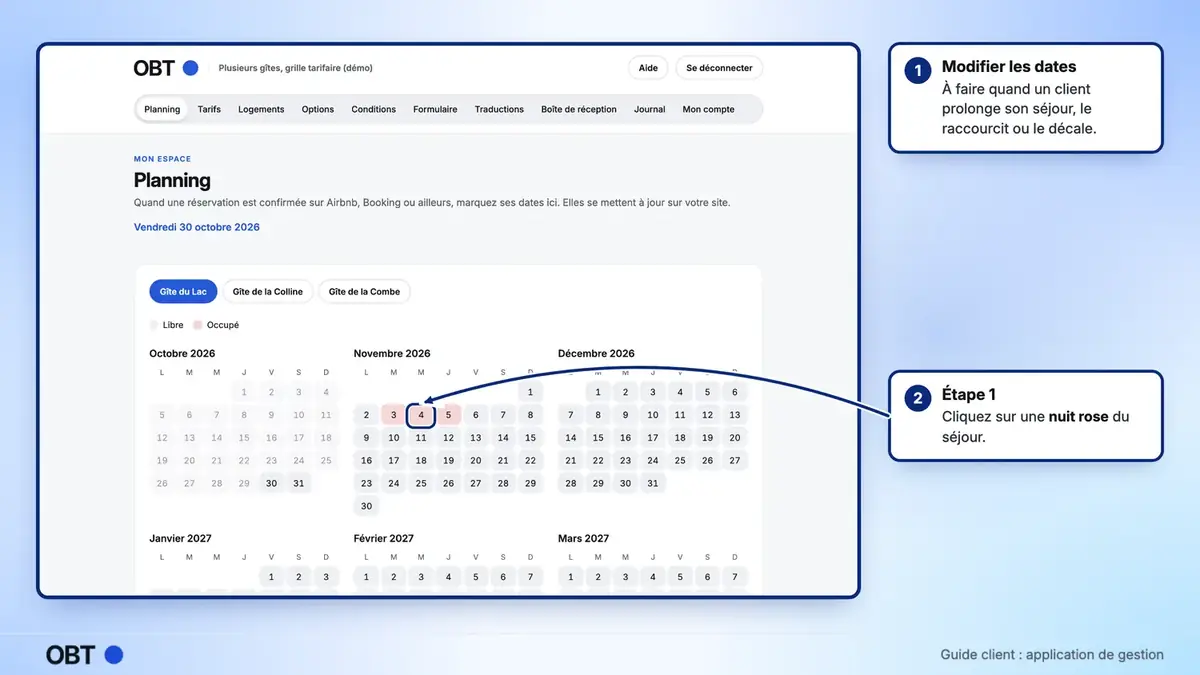 OBT
Plusieurs gîtes, grille tarifaire (démo)
Aide
Se déconnecter
Planning Tarifs Logements Options Conditions Formulaire Traductions Boîte de réception Journal Mon compte
MON ESPACE
Planning
Quand une réservation est confirmée sur Airbnb, Booking ou ailleurs, marquez ses dates ici. Elles se mettent à jour sur votre site.
Vendredi 30 octobre 2026
Gîte du Lac Gîte de la Colline Gîte de la Combe
Libre Occupé
Octobre 2026
L M M J V S D
1 2 3 4
5 6 7 8 9 10 11
12 13 14 15 16 17 18
19 20 21 22 23 24 25
26 27 28 29 30 31
Novembre 2026
L M M J V S D
1
2 3 4 5 6 7 8
9 10 11 12 13 14 15
16 17 18 19 20 21 22
23 24 25 26 27 28 29
30
Décembre 2026
L M M J V S D
1 2 3 4 5 6
7 8 9 10 11 12 13
14 15 16 17 18 19 20
21 22 23 24 25 26 27
28 29 30 31
Janvier 2027
L M M J V S D
1 2 3
Février 2027
L M M J V S D
1 2 3 4 5 6 7
Mars 2027
L M M J V S D
1 2 3 4 5 6 7
1 Modifier les dates
À faire quand un client
prolonge son séjour, le
raccourcit ou le décale.
2 Étape 1
Cliquez sur une nuit rose du
séjour.
OBT
Guide client : application de gestion